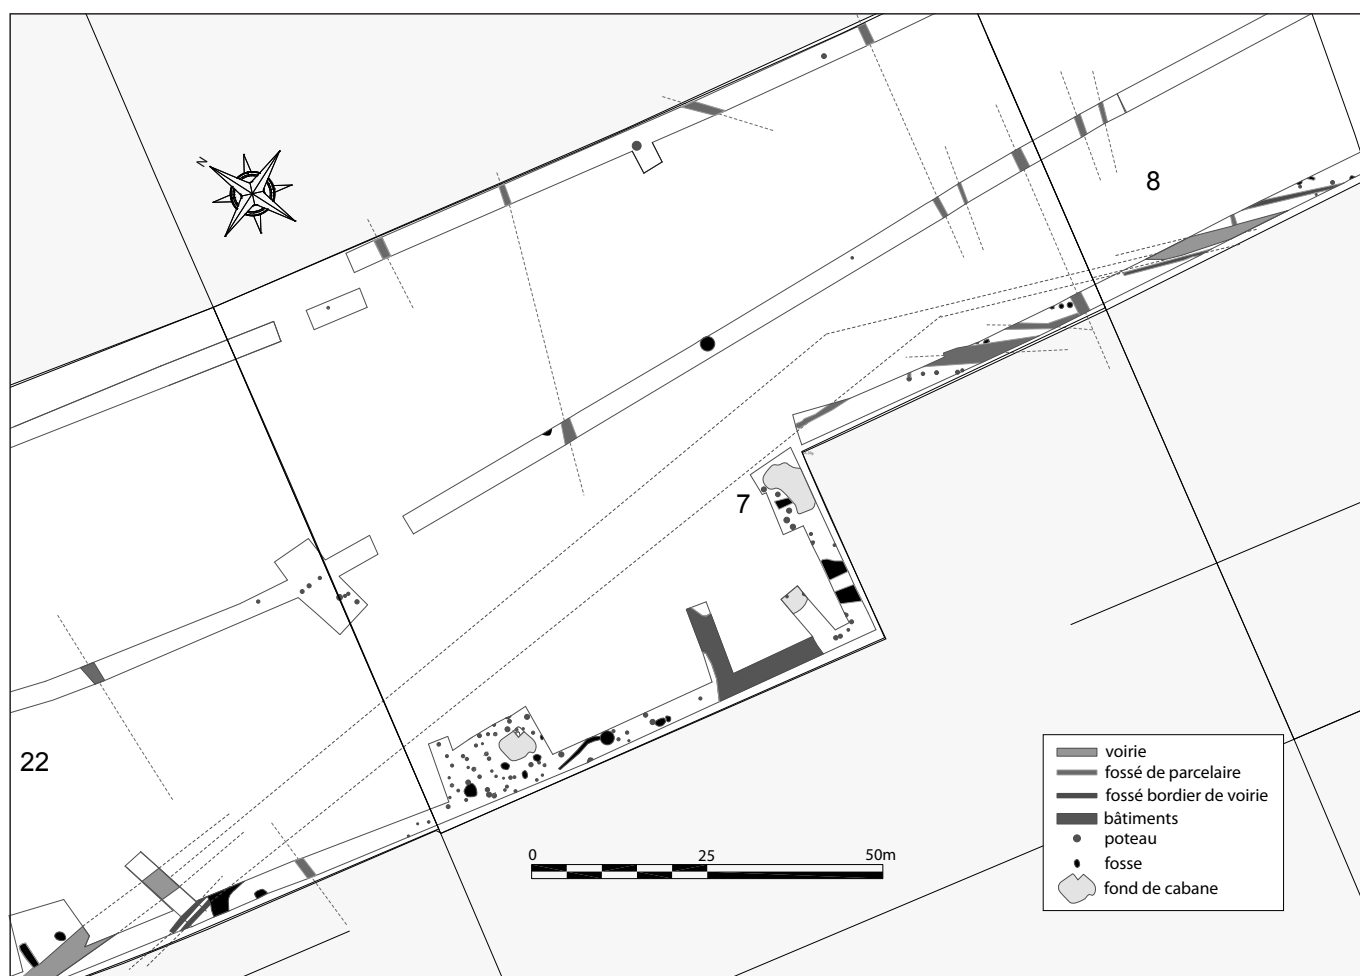 N
8
7
22
0 25 50m
voirie
fossé de parcelaire
fossé bordier de voirie
bâtiments
poteau
fosse
fond de cabane